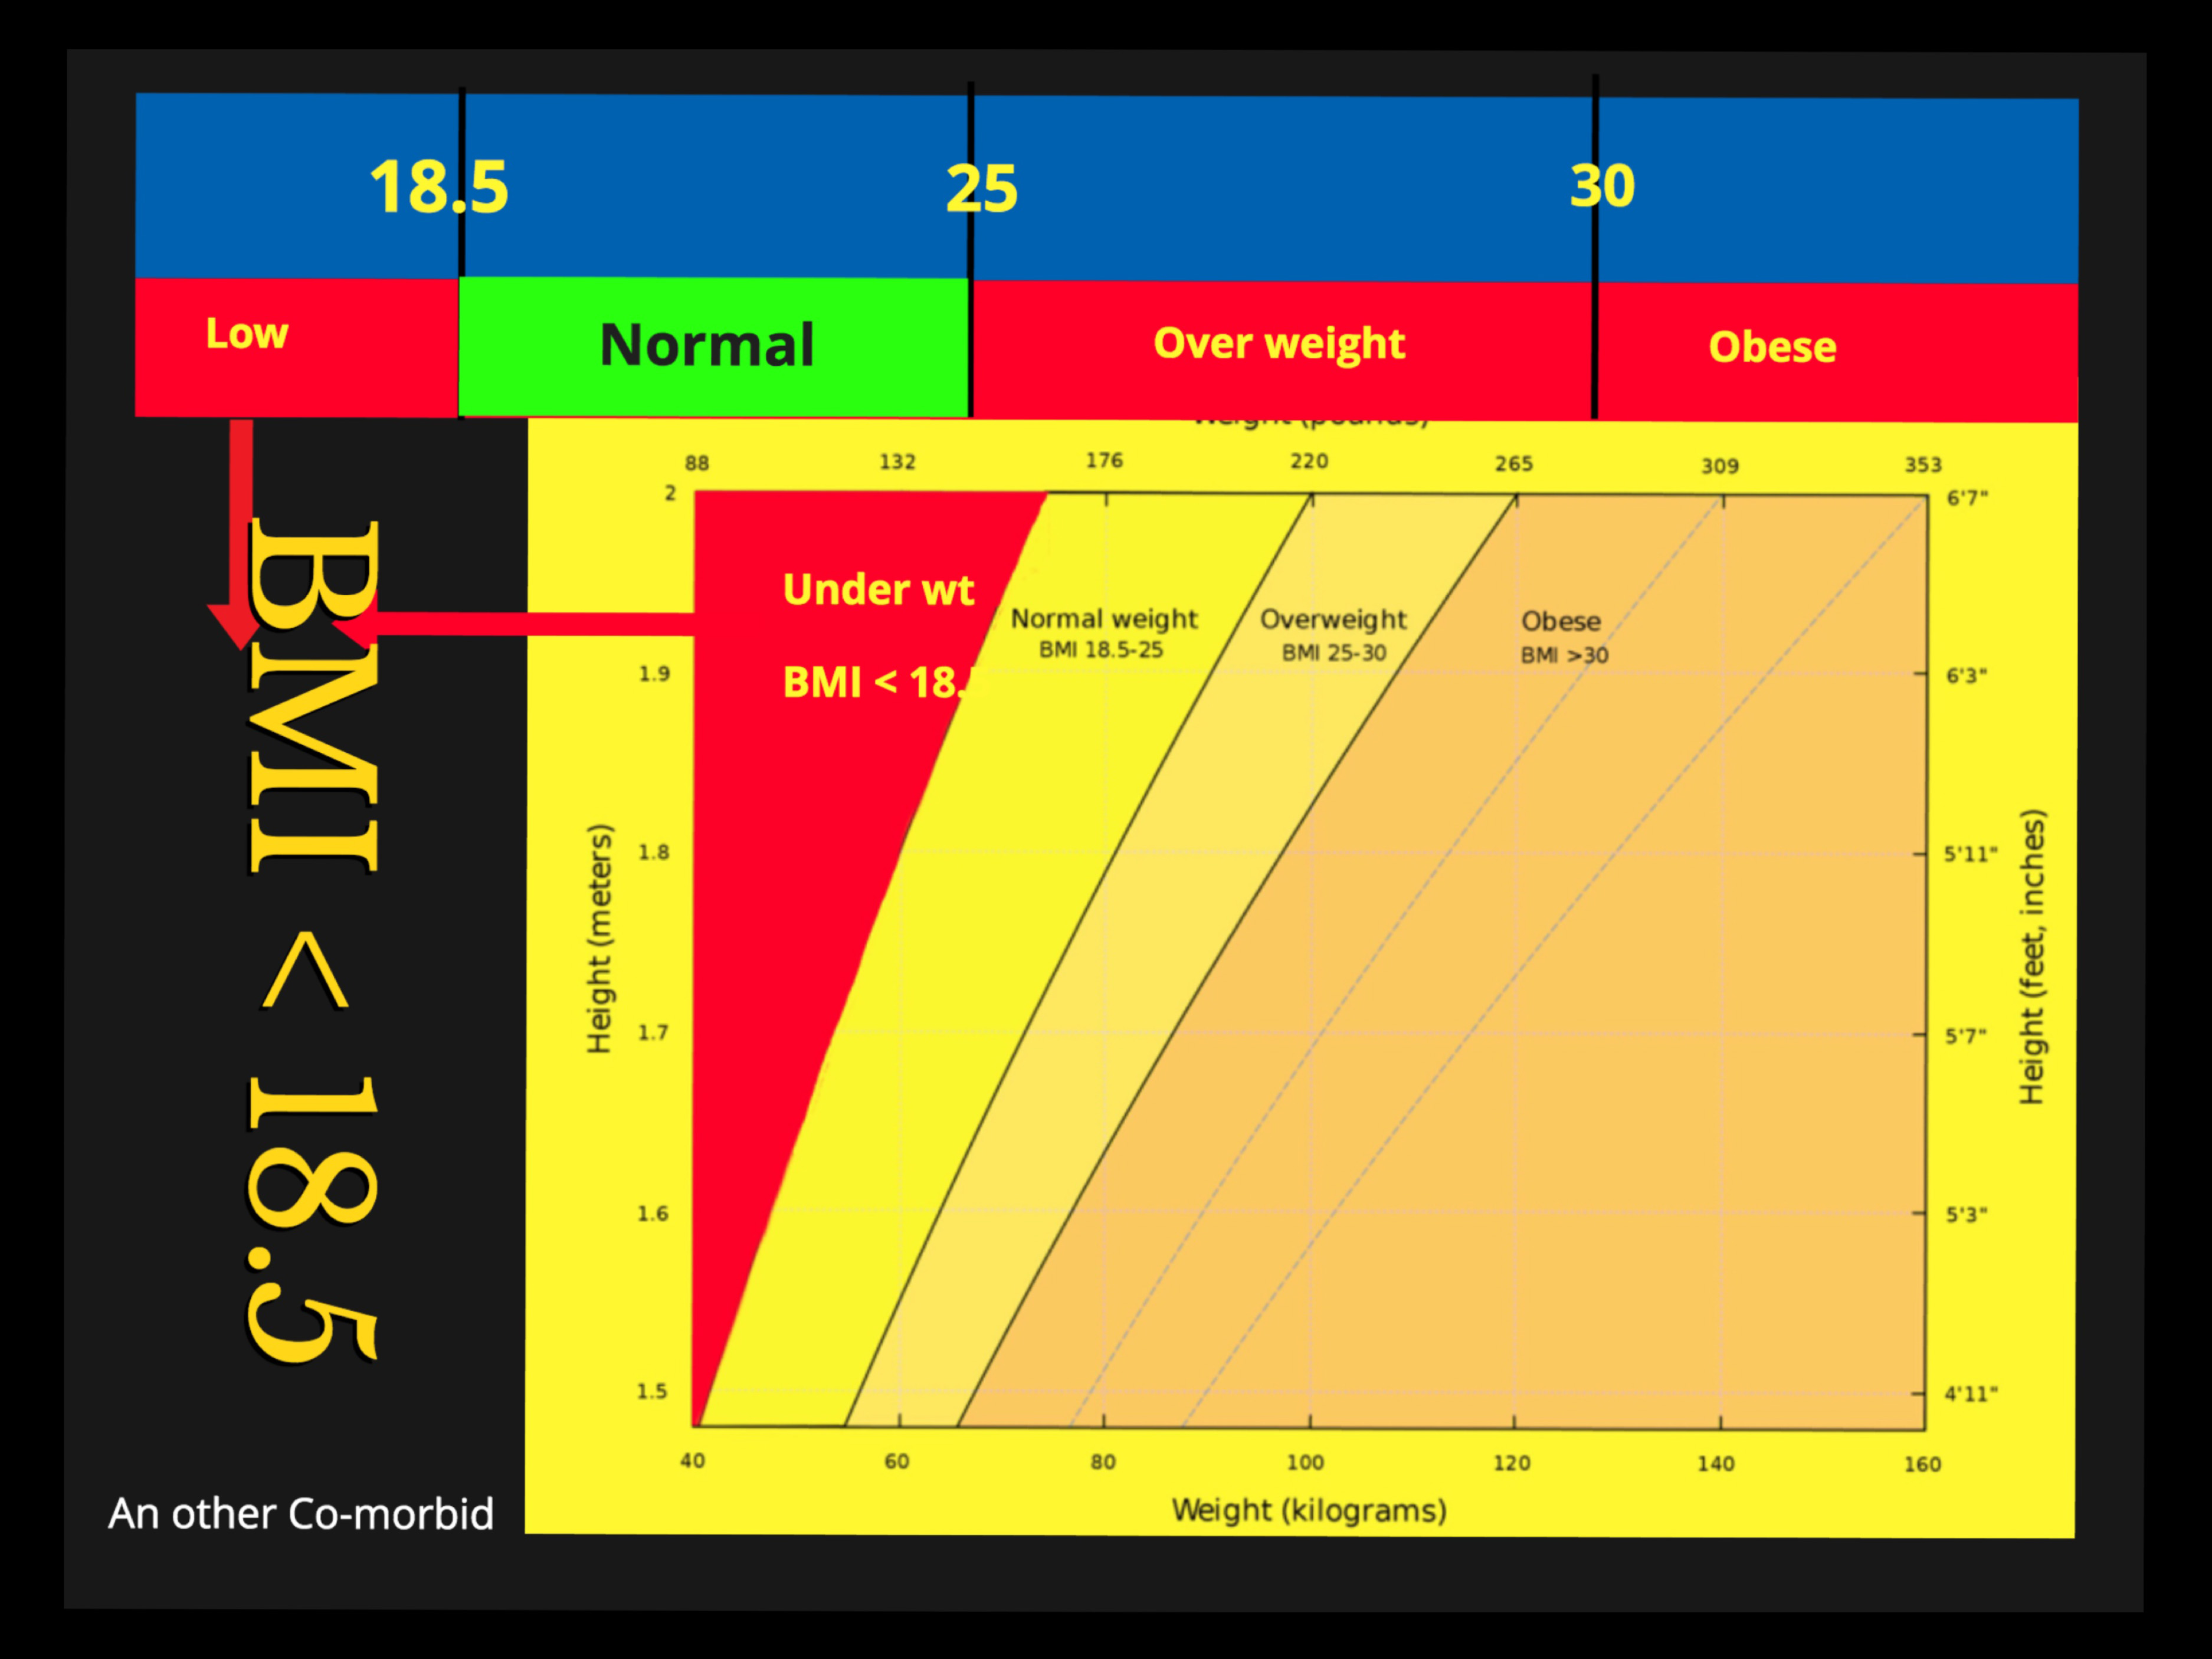 18.5 25 30
Low Normal Over weight Obese
Weight (pounds)
88 132 176 220 265 309 353
2 6'7"
Under wt
Normal weight Overweight Obese
BMI 18.5-25 BMI 25-30 BMI >30
BMI < 18.
1.9 6'3"
1.8 5'11"
1.7 5'7"
1.6 5'3"
1.5 4'11"
Height (meters)
Height (feet, inches)
40 60 80 100 120 140 160
Weight (kilograms)
BMI < 18.5
An other Co-morbid